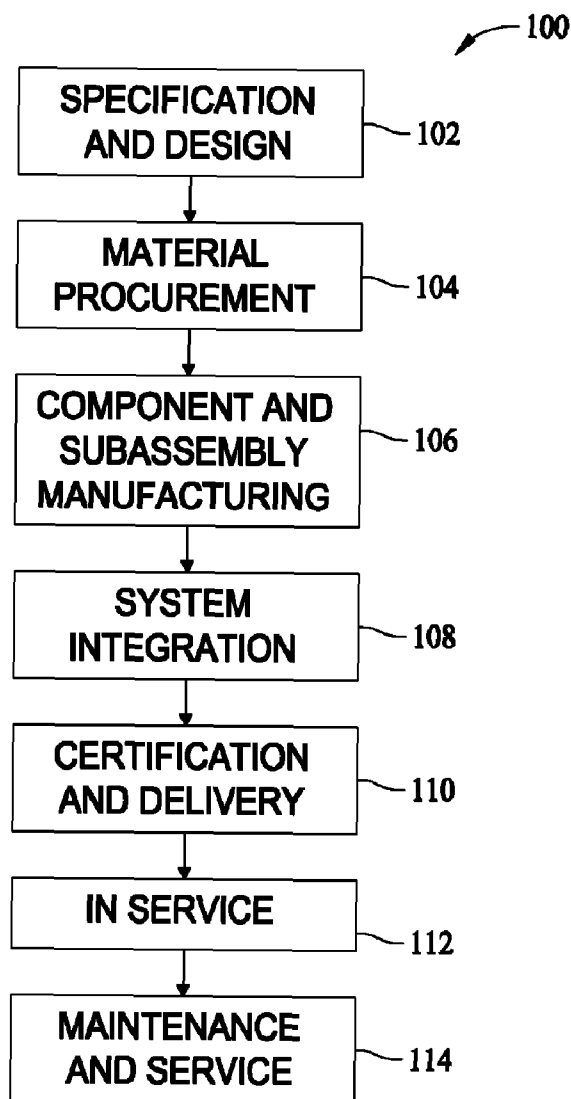 100
SPECIFICATION
AND DESIGN
102
MATERIAL
PROCUREMENT
104
COMPONENT AND
SUBASSEMBLY
MANUFACTURING
106
SYSTEM
INTEGRATION
108
CERTIFICATION
AND DELIVERY
110
IN SERVICE
112
MAINTENANCE
AND SERVICE
114